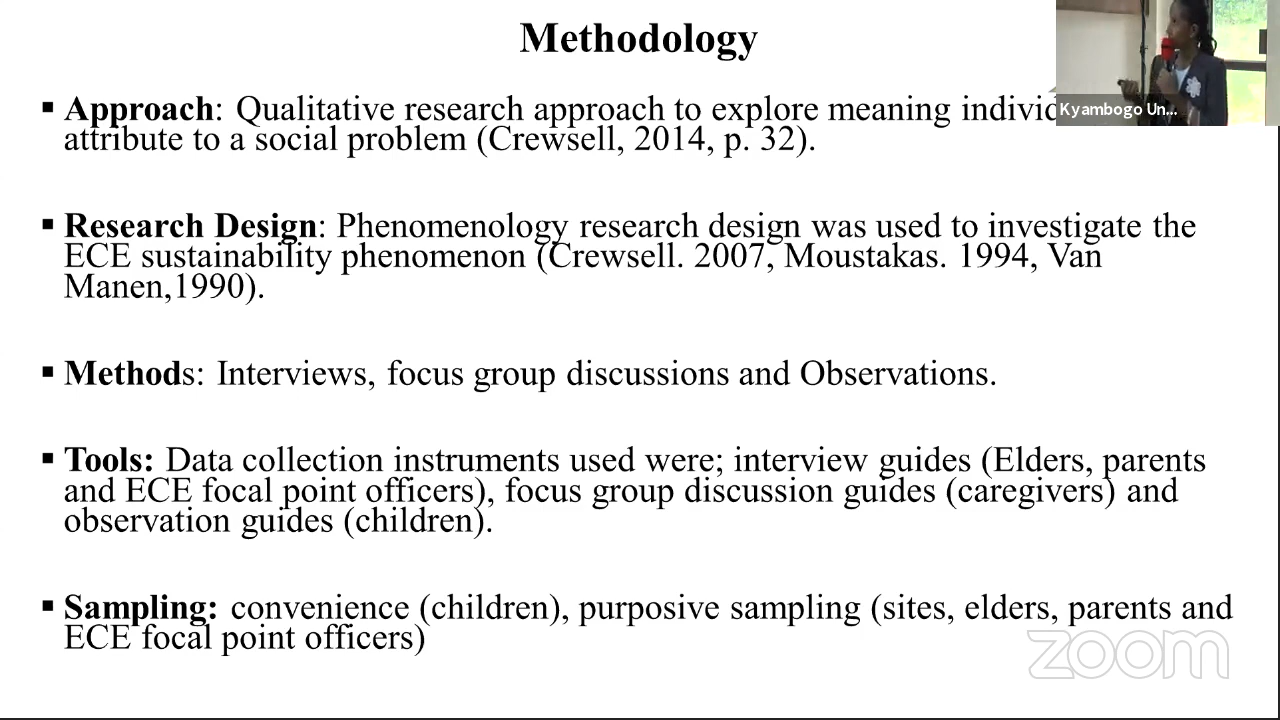 Methodology
▪ Approach: Qualitative research approach to explore meaning
attribute to a social problem (Crewsell, 2014, p. 32).
▪ Research Design: Phenomenology research design was used to investigate the
ECE sustainability phenomenon (Crewsell. 2007, Moustakas. 1994, Van
Manen,1990).
▪ Methods: Interviews, focus group discussions and Observations.
▪ Tools: Data collection instruments used were; interview guides (Elders, parents
and ECE focal point officers), focus group discussion guides (caregivers) and
observation guides (children).
▪ Sampling: convenience (children), purposive sampling (sites, elders, parents and
ECE focal point officers)
Kyambogo Un...
zoom